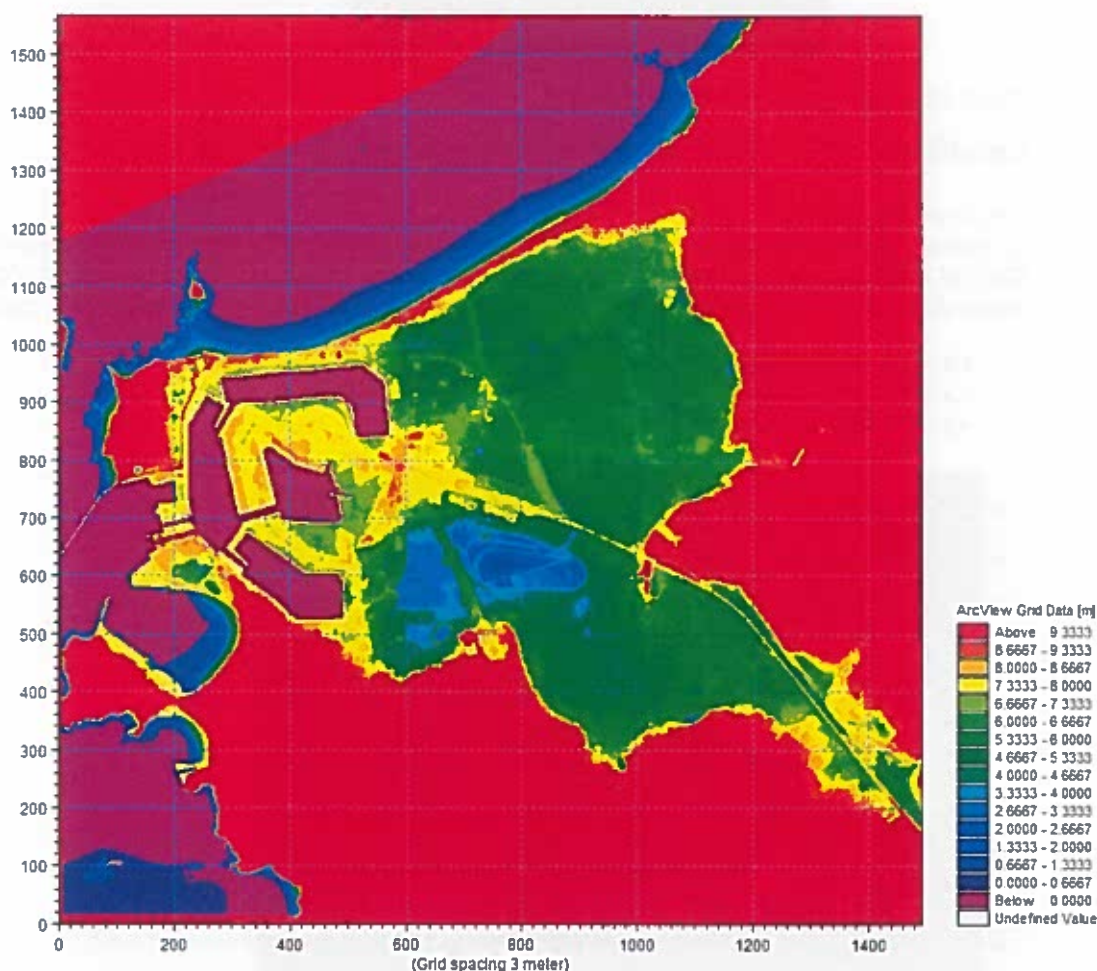 1500
1400
1300
1200
1100
1000
900
800
700
600
500
400
300
200
100
0
0 200 400 600 800 1000 1200 1400
(Grid spacing 3 meter)
ArcView Grid Data [m]
Above 9.3333
8.6667 - 9.3333
8.0000 - 8.6667
7.3333 - 8.0000
6.6667 - 7.3333
6.0000 - 6.6667
5.3333 - 6.0000
4.6667 - 5.3333
4.0000 - 4.6667
3.3333 - 4.0000
2.6667 - 3.3333
2.0000 - 2.6667
1.3333 - 2.0000
0.6667 - 1.3333
0.0000 - 0.6667
Below 0.0000
Undefined Value